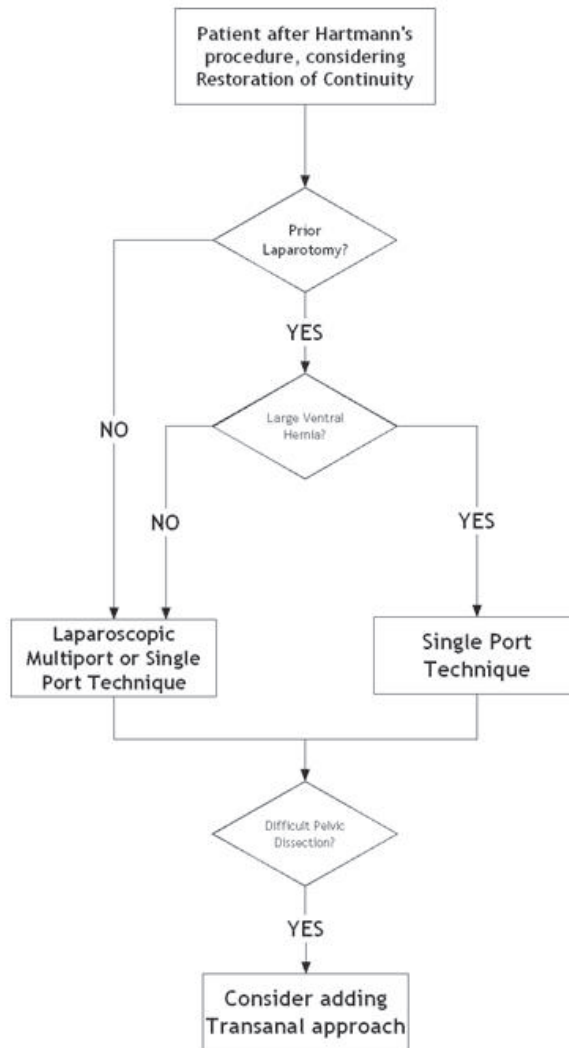 Patient after Hartmann's
procedure, considering
Restoration of Continuity
Prior
Laparotomy?
YES
Large Ventral
Hernia?
NO
NO
YES
Laparoscopic
Multiport or Single
Port Technique
Single Port
Technique
Difficult Pelvic
Dissection?
YES
Consider adding
Transanal approach